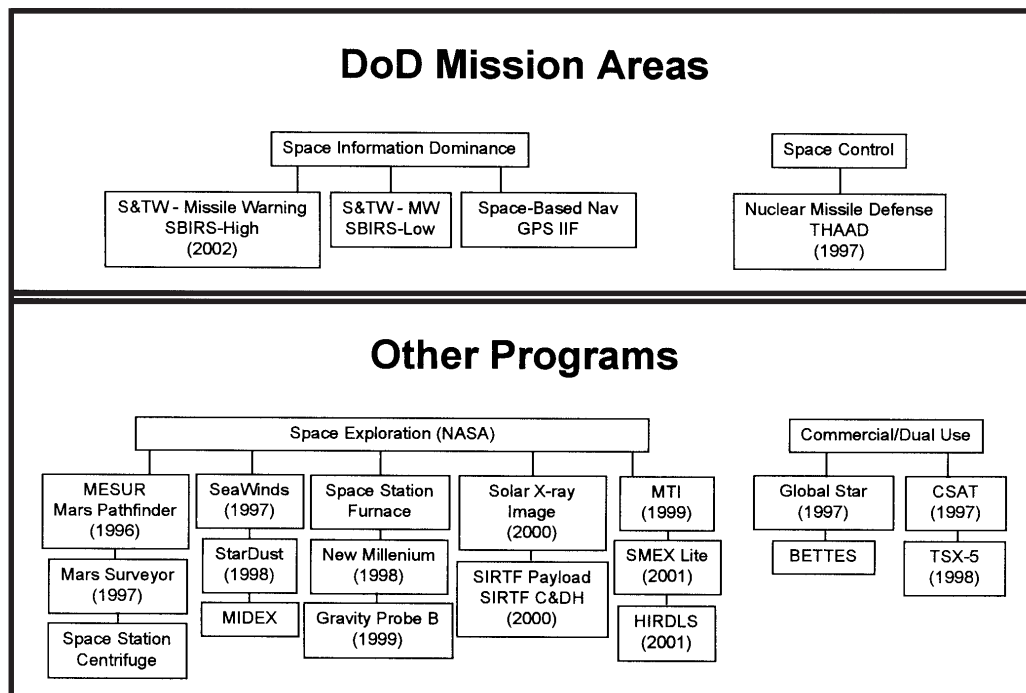 DoD Mission Areas
Space Information Dominance
S&TW - Missile Warning
SBIRS-High
(2002)
S&TW - MW
SBIRS-Low
Space-Based Nav
GPS IIF
Space Control
Nuclear Missile Defense
THAAD
(1997)
Other Programs
Space Exploration (NASA)
MESUR
Mars Pathfinder
(1996)
Mars Surveyor
(1997)
Space Station
Centrifuge
SeaWinds
(1997)
StarDust
(1998)
MIDEX
Space Station
Furnace
New Millenium
(1998)
Gravity Probe B
(1999)
Solar X-ray
Image
(2000)
SIRTF Payload
SIRTF C&DH
(2000)
MTI
(1999)
SMEX Lite
(2001)
HIRDLS
(2001)
Commercial/Dual Use
Global Star
(1997)
BETTES
CSAT
(1997)
TSX-5
(1998)